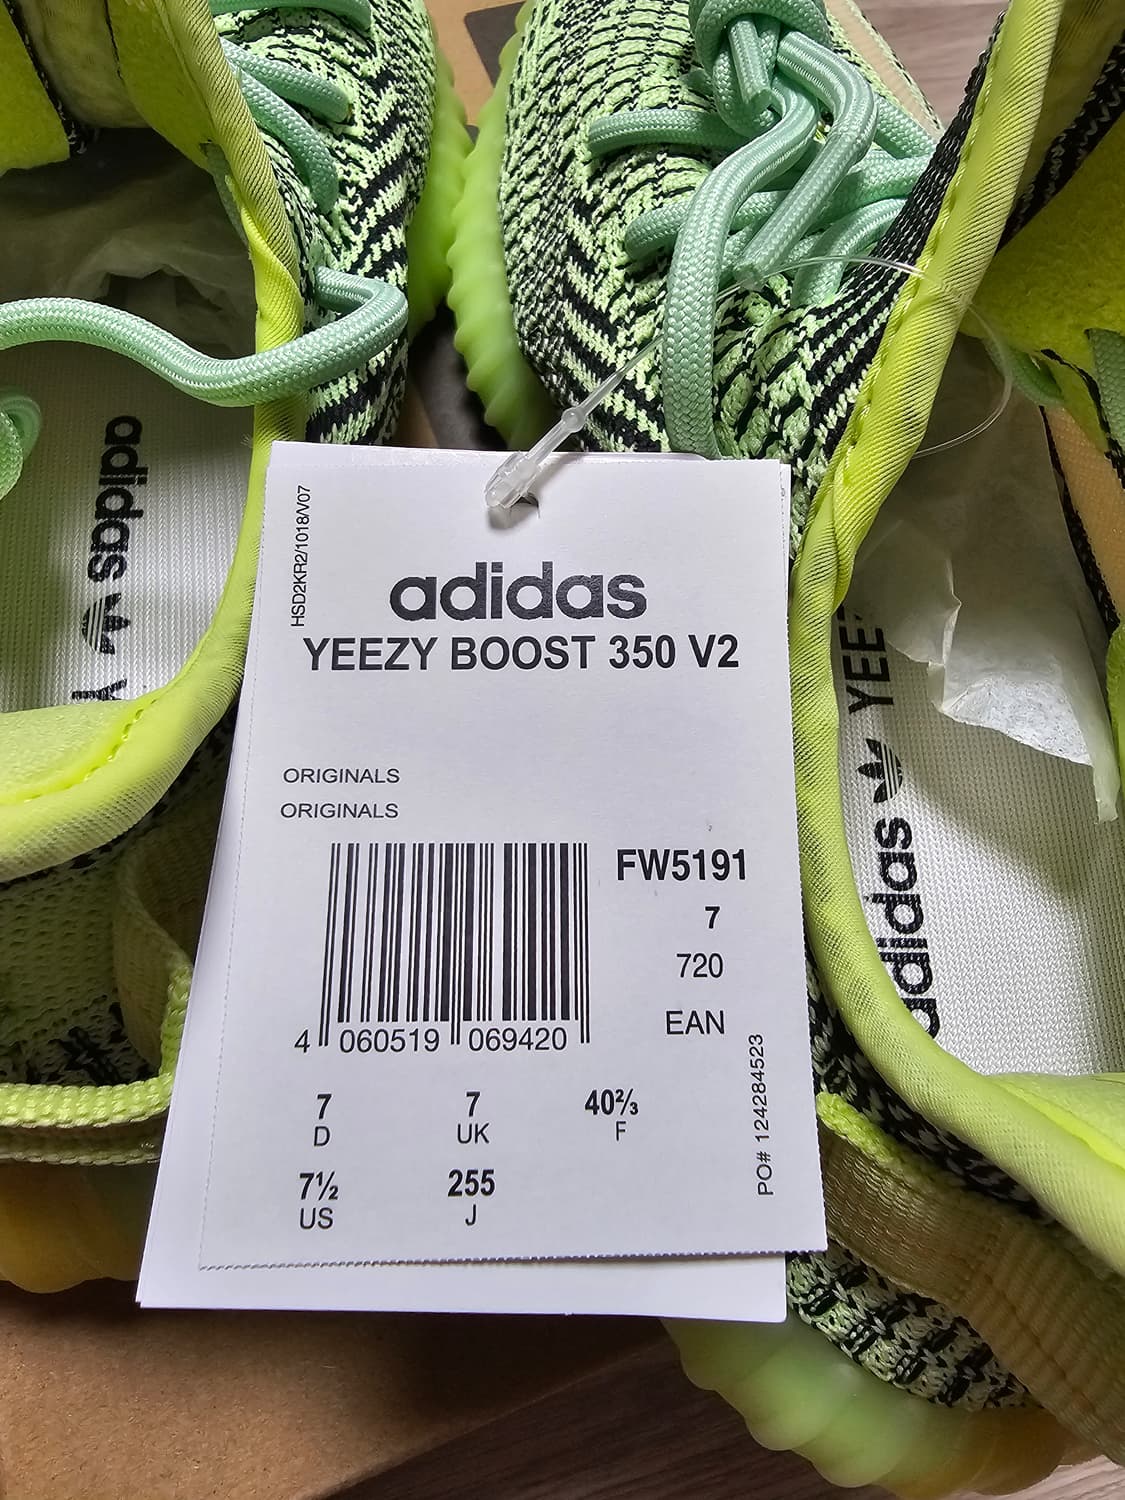 HSD2KR2/1018/V07
adidas
YEEZY BOOST 350 V2
ORIGINALS
ORIGINALS
FW5191
7
720
EAN
4 060519 069420
7 7 40⅔
D UK F
7½ 255
US J
PO# 124284523
adidas
adidas YEE